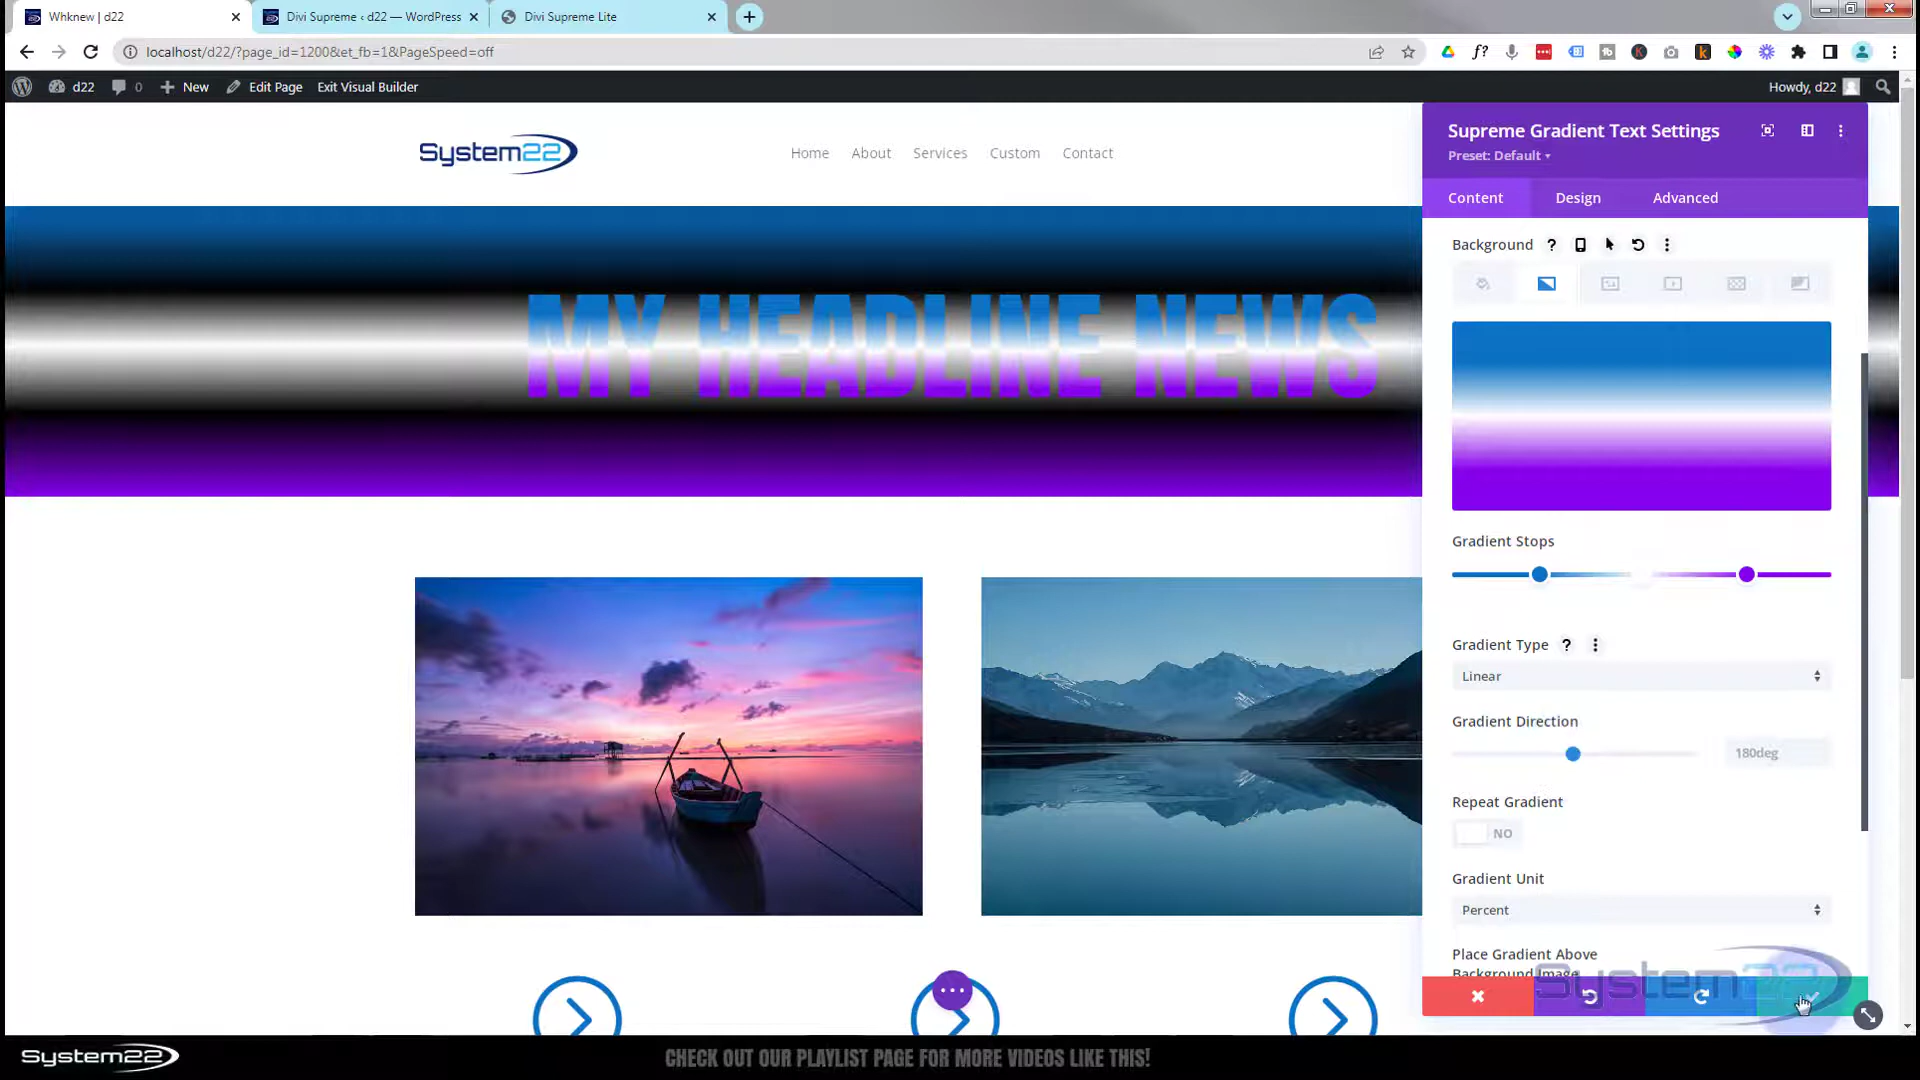 Whknew | d22
Divi Supreme ‹ d22 — WordPress
Divi Supreme Lite
localhost/d22/?page_id=1200&et_fb=1&PageSpeed=off
d22
0
New
Edit Page
Exit Visual Builder
Howdy, d22
System22
Home
About
Services
Custom
Contact
MY HEADLINE NEWS
Supreme Gradient Text Settings
Preset: Default
Content
Design
Advanced
Background
Gradient Stops
Gradient Type
Linear
Gradient Direction
180deg
Repeat Gradient
NO
Gradient Unit
Percent
Place Gradient Above
Background Image
System22
System22
CHECK OUT OUR PLAYLIST PAGE FOR MORE VIDEOS LIKE THIS!